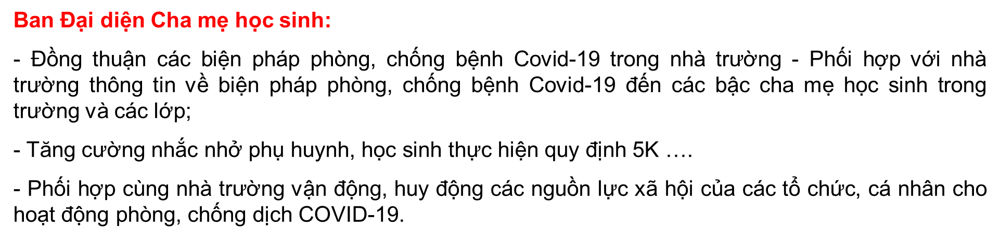 Ban Đại diện Cha mẹ học sinh:
- Đồng thuận các biện pháp phòng, chống bệnh Covid-19 trong nhà trường - Phối hợp với nhà
trường thông tin về biện pháp phòng, chống bệnh Covid-19 đến các bậc cha mẹ học sinh trong
trường và các lớp;
- Tăng cường nhắc nhở phụ huynh, học sinh thực hiện quy định 5K ….
- Phối hợp cùng nhà trường vận động, huy động các nguồn lực xã hội của các tổ chức, cá nhân cho
hoạt động phòng, chống dịch COVID-19.